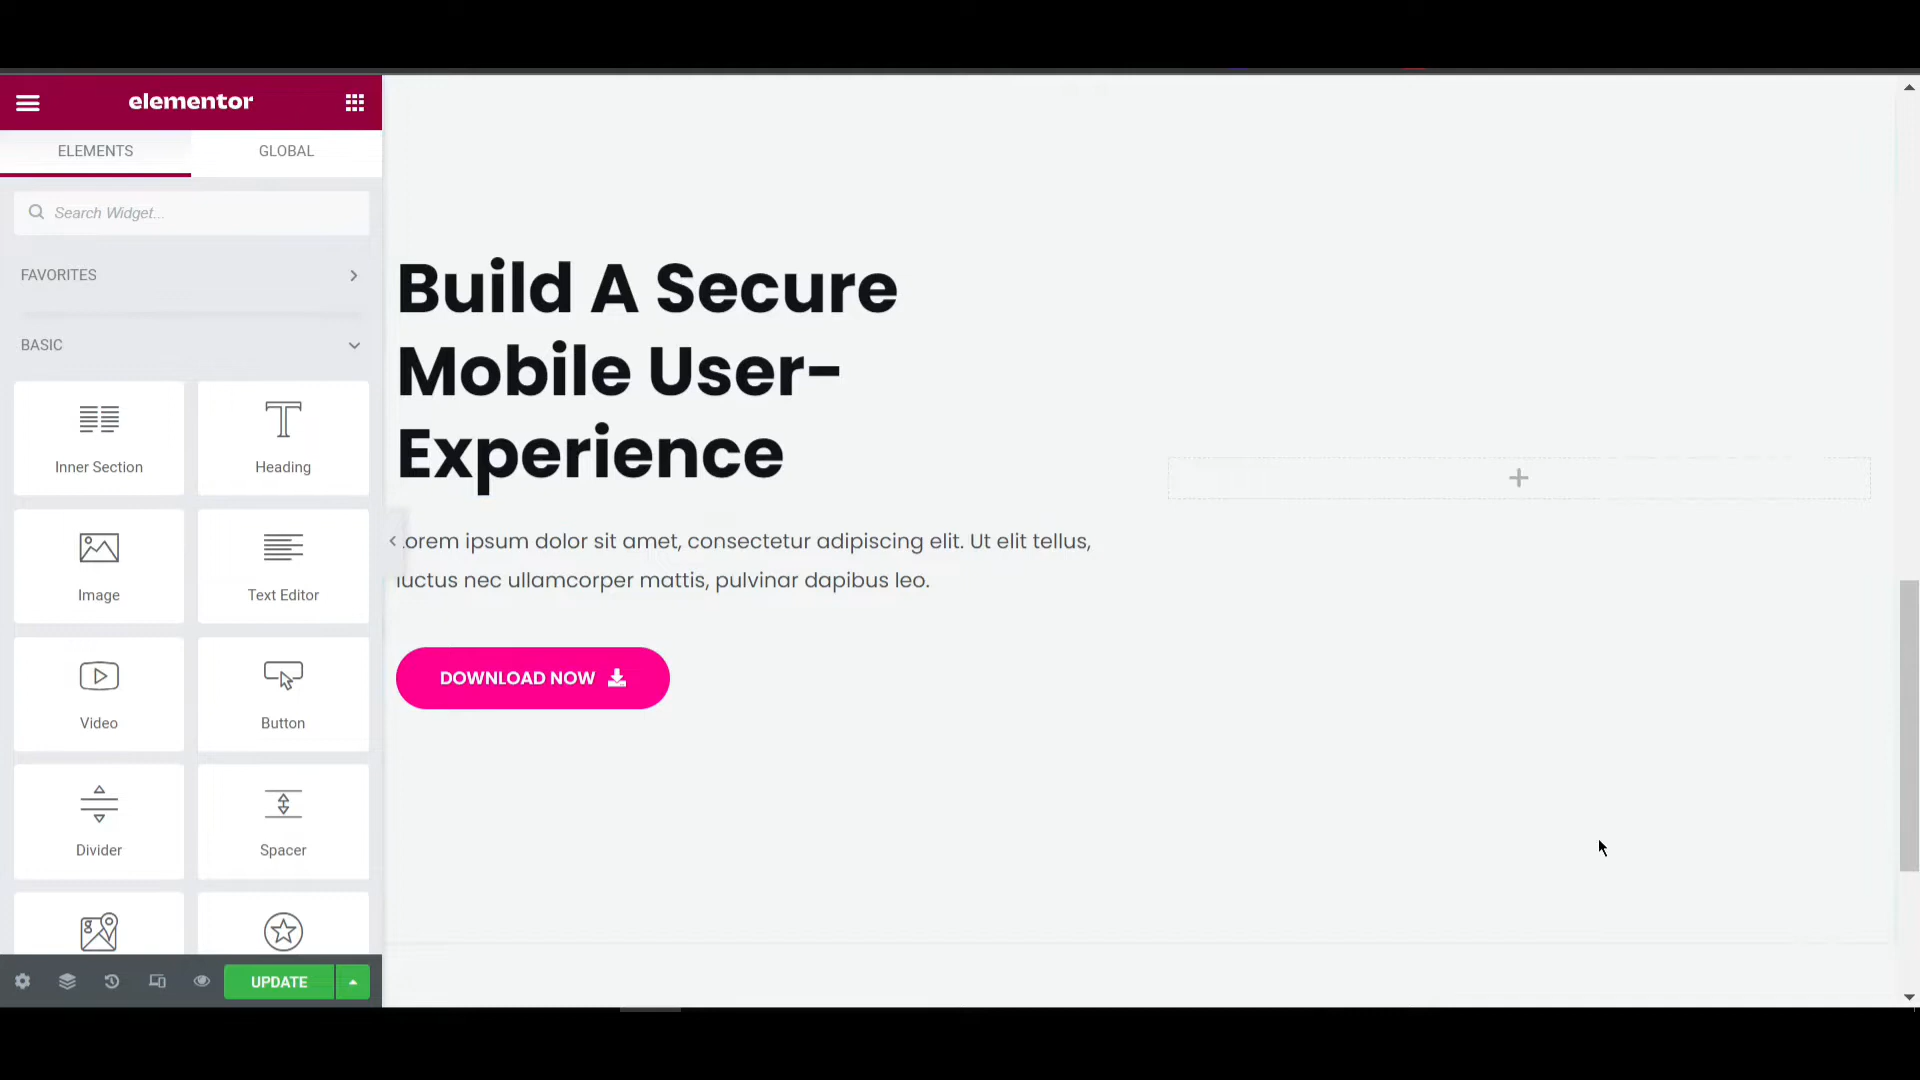 elementor
ELEMENTS
GLOBAL
Search Widget...
FAVORITES
BASIC
Inner Section
Heading
Image
Text Editor
Video
Button
Divider
Spacer
UPDATE
Build A Secure
Mobile User-
Experience
orem ipsum dolor sit amet, consectetur adipiscing elit. Ut elit tellus,
luctus nec ullamcorper mattis, pulvinar dapibus leo.
DOWNLOAD NOW